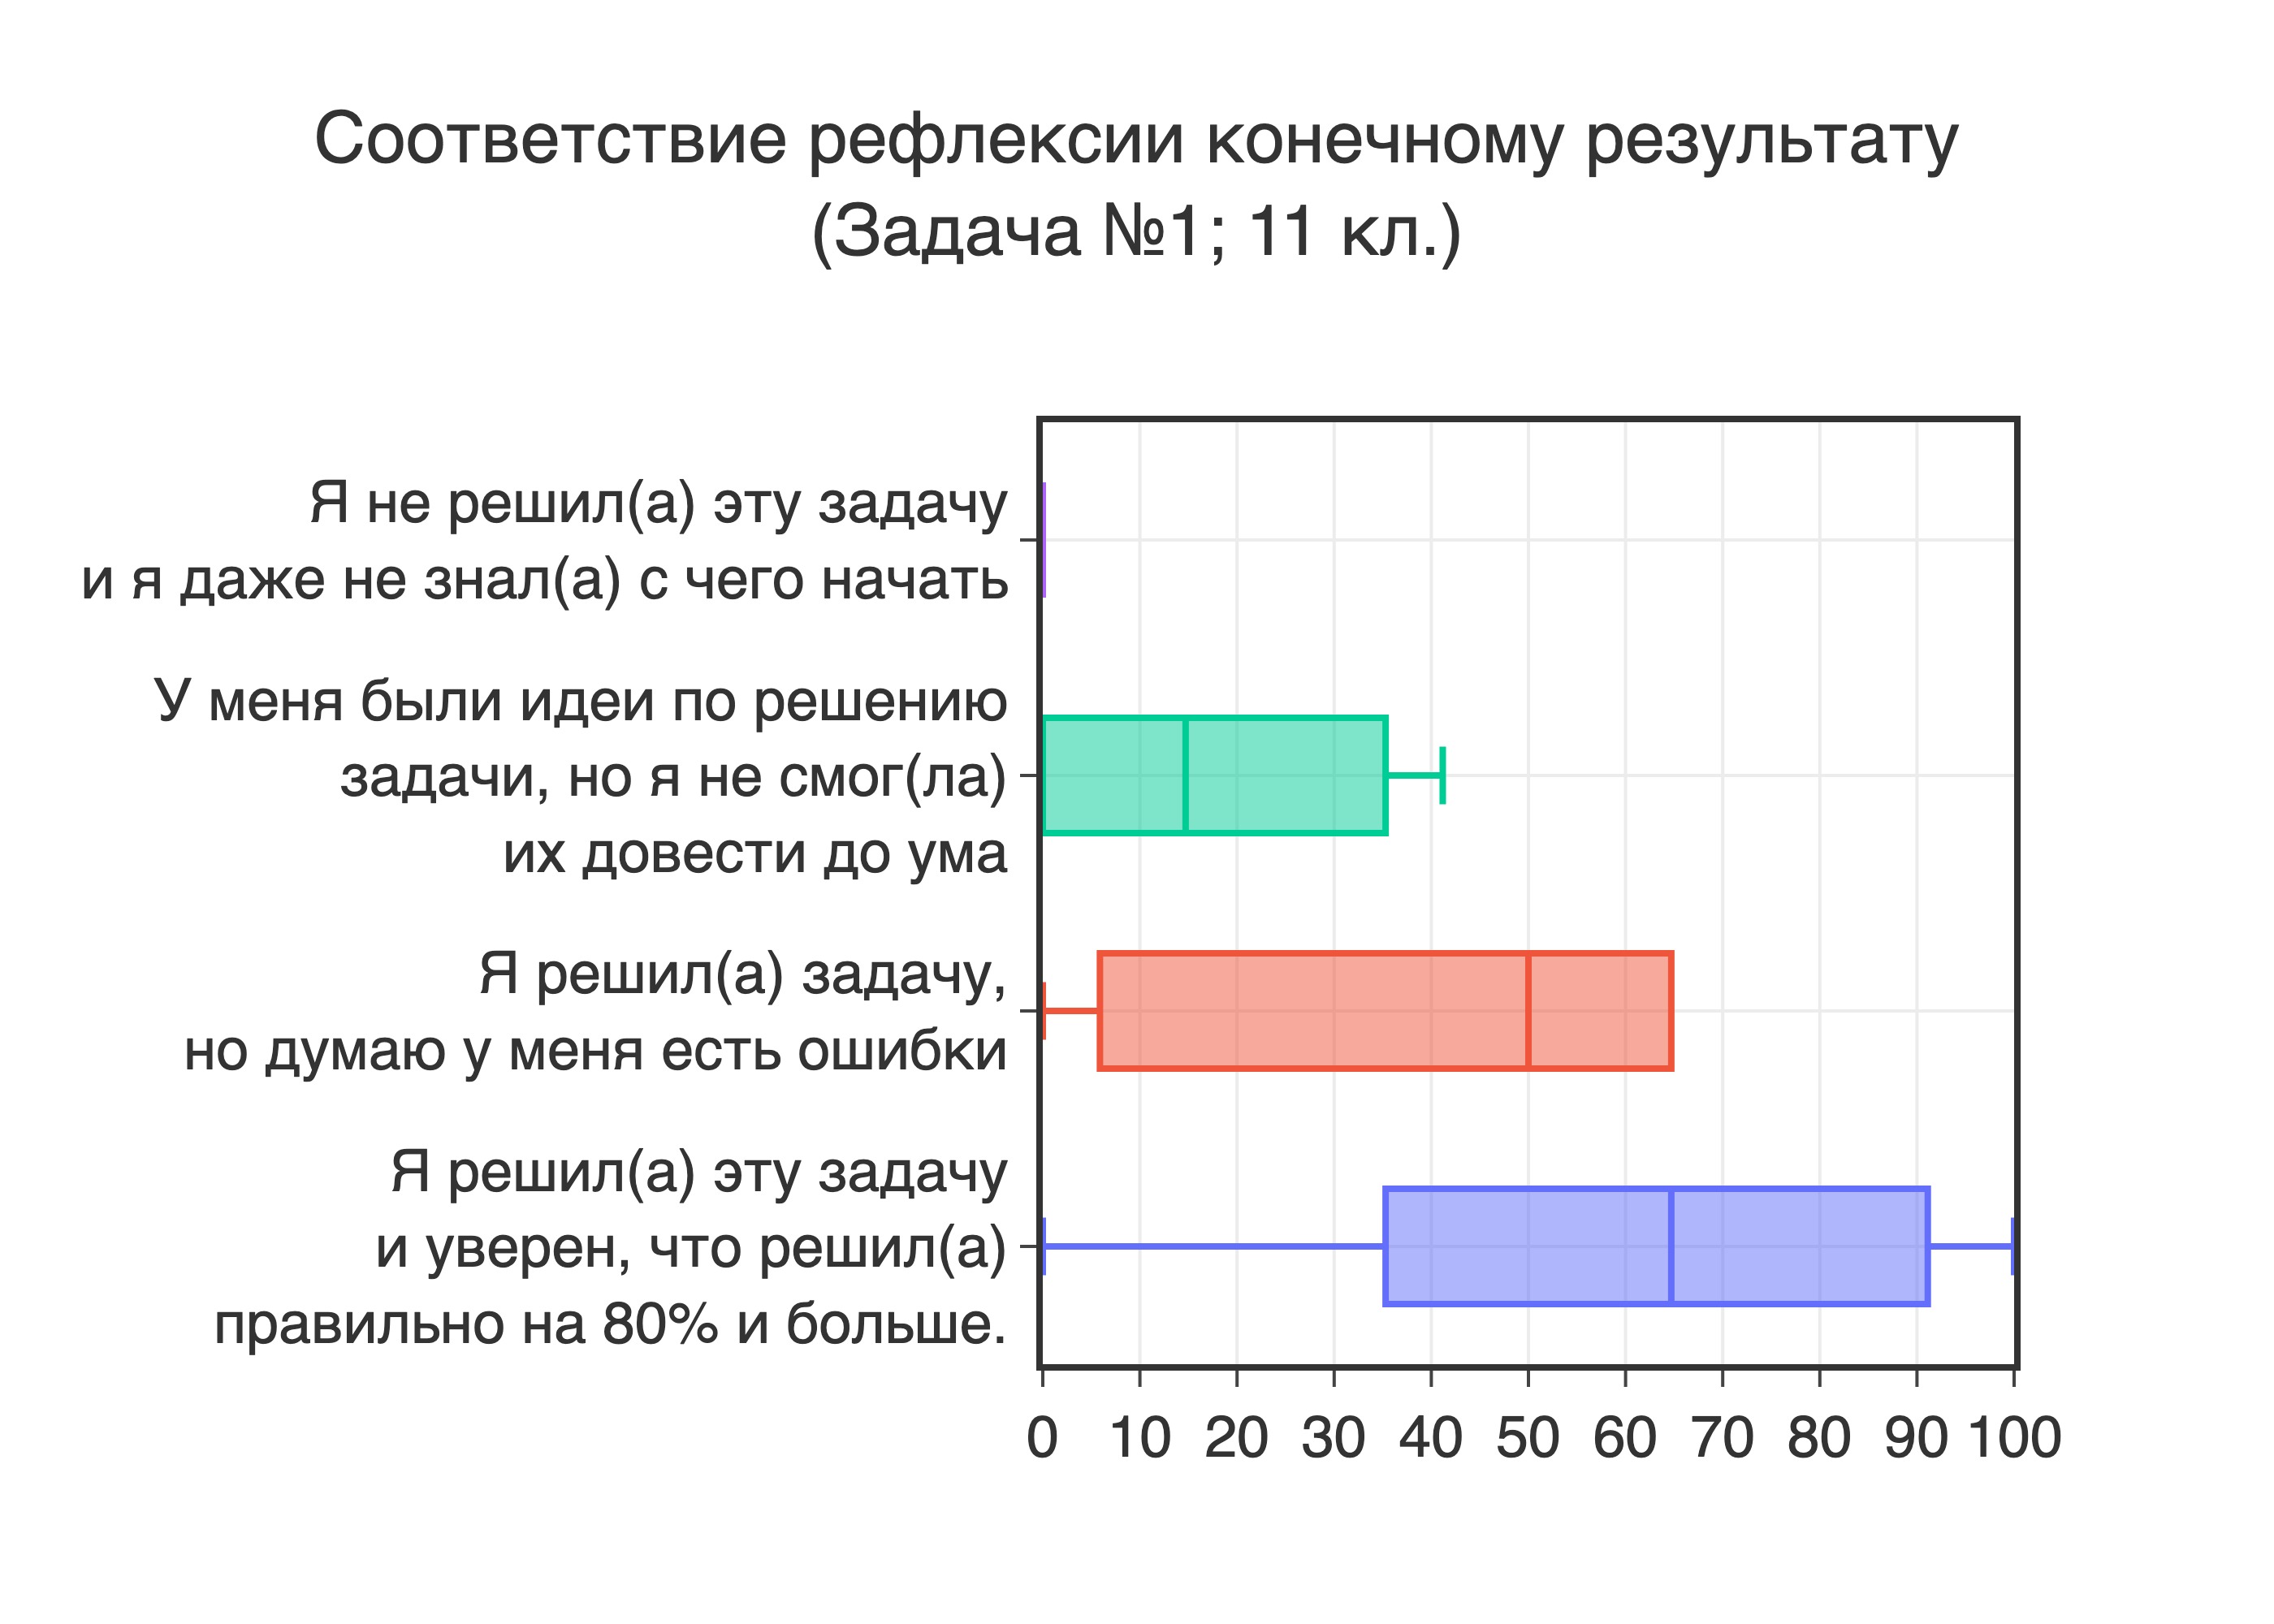 Соответствие рефлексии конечному результату
(Задача №1; 11 кл.)
Я не решил(а) эту задачу
и я даже не знал(а) с чего начать
У меня были идеи по решению
задачи, но я не смог(ла)
их довести до ума
Я решил(а) задачу,
но думаю у меня есть ошибки
Я решил(а) эту задачу
и уверен, что решил(а)
правильно на 80% и больше.
0 10 20 30 40 50 60 70 80 90 100